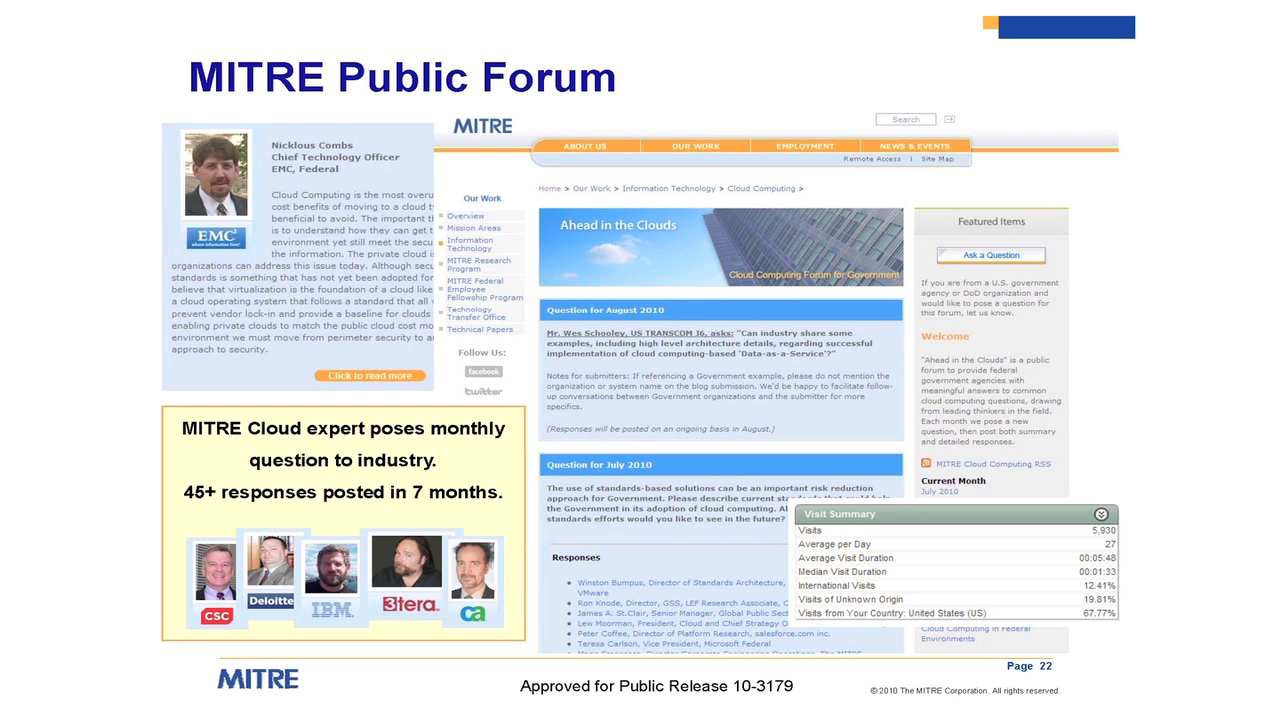 MITRE Public Forum
Nicklous Combs
Chief Technology Officer
EMC, Federal
Cloud Computing is the most overu
cost benefits of moving to a cloud t
beneficial to avoid. The important t
is to understand how they can get t
environment yet still meet the secu
the information. The private cloud i
organizations can address this issue today. Although secu
standards is something that has not yet been adopted for
believe that virtualization is the foundation of a cloud like
a cloud operating system that follows a standard that all
prevent vendor lock-in and provide a baseline for clouds
enabling private clouds to match the public cloud cost mo
environment we must move from perimeter security to a
approach to security.
EMC²
where information lives
Click to read more
MITRE
Search
ABOUT US
OUR WORK
EMPLOYMENT
NEWS & EVENTS
Remote Access | Site Map
Our Work
Overview
Mission Areas
Information
Technology
MITRE Research
Program
MITRE Federal
Employee
Fellowship Program
Technology
Transfer Office
Technical Papers
Follow Us:
facebook
twitter
Home > Our Work > Information Technology > Cloud Computing >
Ahead in the Clouds
Cloud Computing Forum for Government
Question for August 2010
Mr. Wes Schooley, US TRANSCOM J6, asks: "Can industry share some
examples, including high level architecture details, regarding successful
implementation of cloud computing-based 'Data-as-a-Service'?"
Notes for submitters: If referencing a Government example, please do not mention the
organization or system name on the blog submission. We'd be happy to facilitate follow-
up conversations between Government organizations and the submitter for more
specifics.
(Responses will be posted on an ongoing basis in August.)
Question for July 2010
The use of standards-based solutions can be an important risk reduction
approach for Government. Please describe current standards that could help
the Government in its adoption of cloud computing. Al
standards efforts would you like to see in the future?
Responses
Winston Bumpus, Director of Standards Architecture,
VMware
Ron Knode, Director, GSS, LEF Research Associate, C
James A. St.Clair, Senior Manager, Global Public Sect
Lew Moorman, President, Cloud and Chief Strategy O
Peter Coffee, Director of Platform Research, salesforce.com inc.
Teresa Carlson, Vice President, Microsoft Federal
Featured Items
Ask a Question
If you are from a U.S. government
agency or DoD organization and
would like to pose a question for
this forum, let us know.
Welcome
"Ahead in the Clouds" is a public
forum to provide federal
government agencies with
meaningful answers to common
cloud computing questions, drawing
from leading thinkers in the field.
Each month we pose a new
question, then post both summary
and detailed responses.
MITRE Cloud Computing RSS
Current Month
July 2010
Visit Summary
Visits 5,930
Average per Day 27
Average Visit Duration 00:05:48
Median Visit Duration 00:01:33
International Visits 12.41%
Visits of Unknown Origin 19.81%
Visits from Your Country: United States (US) 67.77%
Cloud Computing in Federal
Environments
MITRE Cloud expert poses monthly
question to industry.
45+ responses posted in 7 months.
CSC
Deloitte
IBM
3tera
ca
MITRE
Approved for Public Release 10-3179
Page 22
© 2010 The MITRE Corporation. All rights reserved.